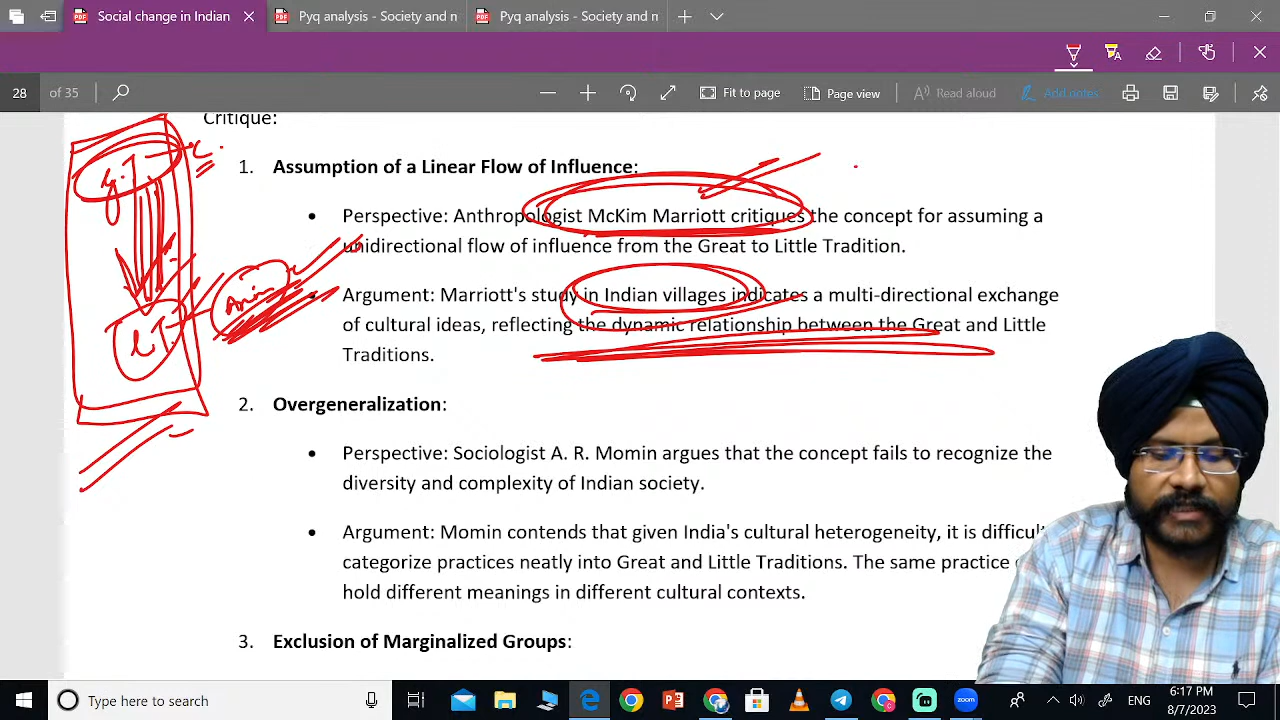 Social change in Indian
Pyq analysis - Society and n
Pyq analysis - Society and n
28 of 35
Fit to page
Page view
Read aloud
Add notes
Critique:
1. Assumption of a Linear Flow of Influence:
• Perspective: Anthropologist McKim Marriott critiques the concept for assuming a
unidirectional flow of influence from the Great to Little Tradition.
• Argument: Marriott's study in Indian villages indicates a multi-directional exchange
of cultural ideas, reflecting the dynamic relationship between the Great and Little
Traditions.
g.T
L T.
2. Overgeneralization:
• Perspective: Sociologist A. R. Momin argues that the concept fails to recognize the
diversity and complexity of Indian society.
• Argument: Momin contends that given India's cultural heterogeneity, it is difficult
categorize practices neatly into Great and Little Traditions. The same practice
hold different meanings in different cultural contexts.
3. Exclusion of Marginalized Groups:
Type here to search
zoom
ENG
6:17 PM
8/7/2023